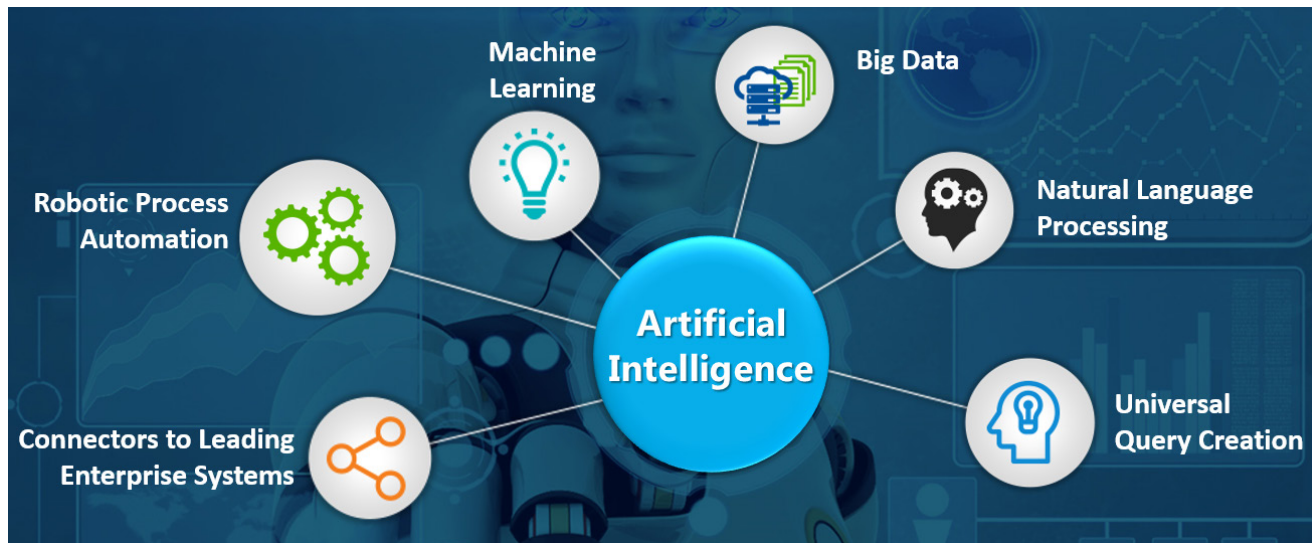 Machine
Learning
Big Data
Robotic Process
Automation
Natural Language
Processing
Artificial
Intelligence
Connectors to Leading
Enterprise Systems
Universal
Query Creation